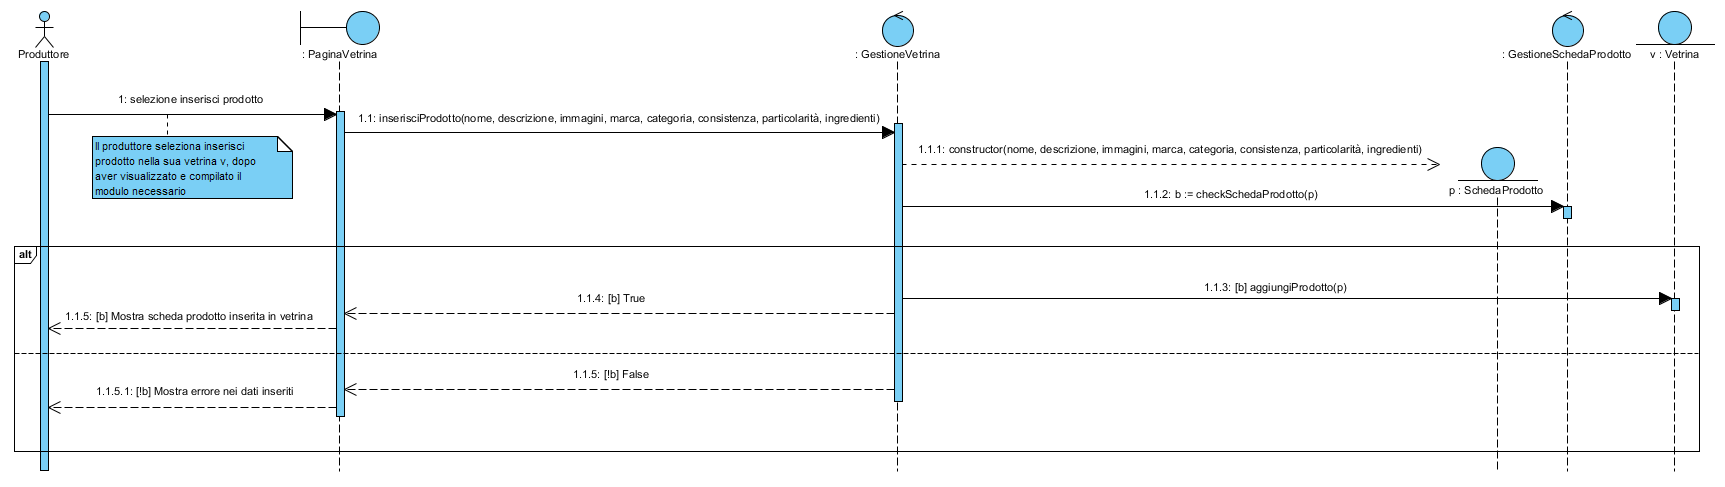 Produttore
: PaginaVetrina
: GestioneVetrina
: GestioneSchedaProdotto
v : Vetrina
1: selezione inserisci prodotto
1.1: inserisciProdotto(nome, descrizione, immagini, marca, categoria, consistenza, particolarità, ingredienti)
Il produttore seleziona inserisci
prodotto nella sua vetrina v, dopo
aver visualizzato e compilato il
modulo necessario
1.1.1: constructor(nome, descrizione, immagini, marca, categoria, consistenza, particolarità, ingredienti)
p : SchedaProdotto
1.1.2: b := checkSchedaProdotto(p)
alt
1.1.3: [b] aggiungiProdotto(p)
1.1.4: [b] True
1.1.5: [b] Mostra scheda prodotto inserita in vetrina
1.1.5: [!b] False
1.1.5.1: [!b] Mostra errore nei dati inseriti